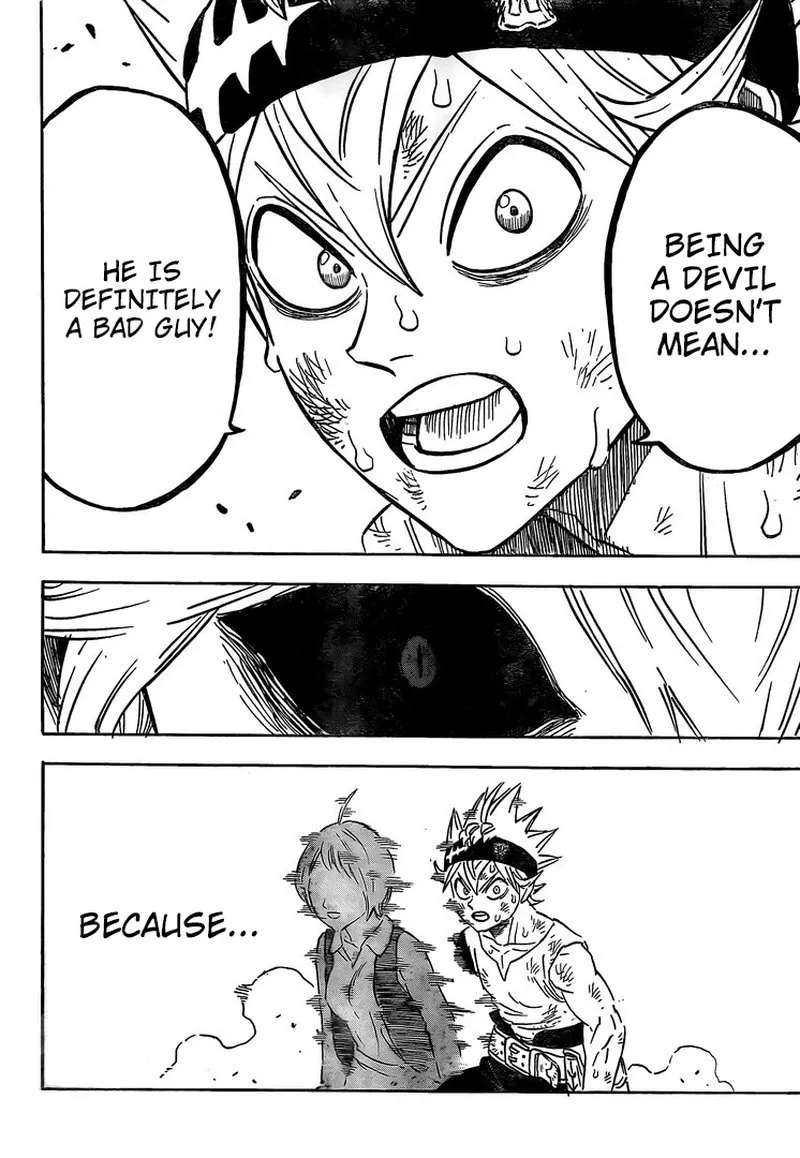 BEING
A DEVIL
DOESN'T
MEAN...
HE IS
DEFINITELY
A BAD GUY!
BECAUSE...